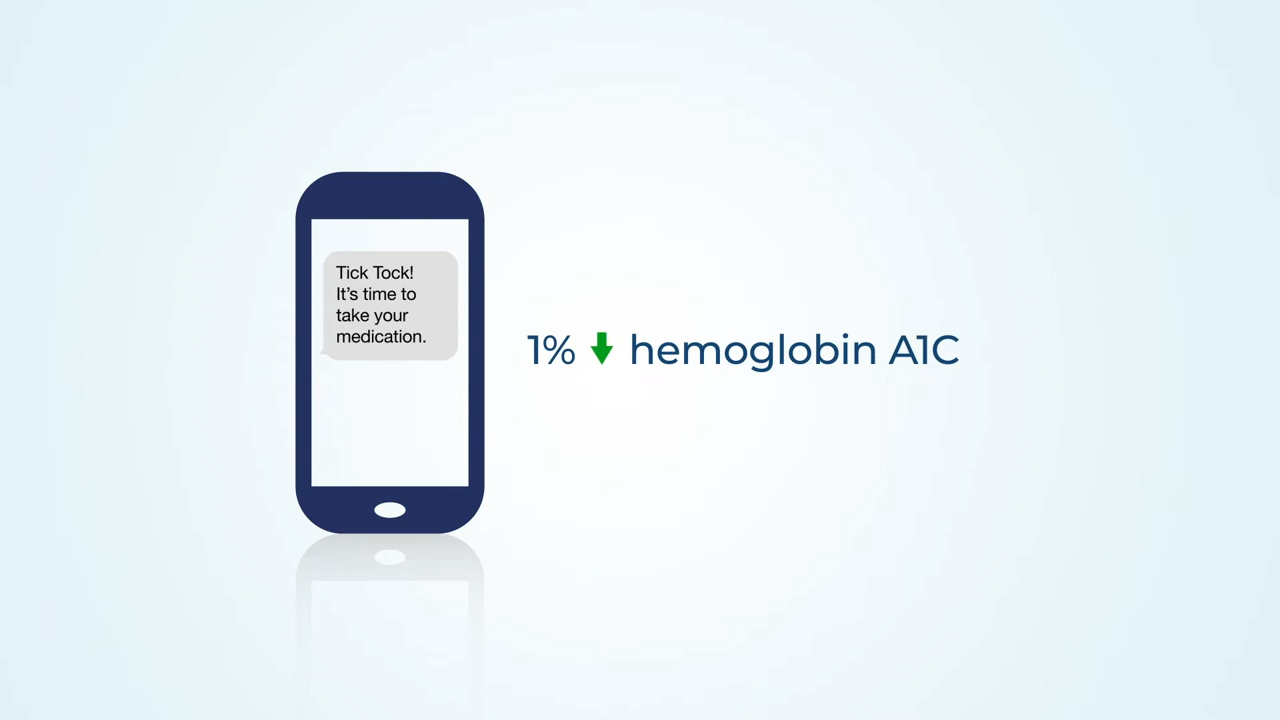 Tick Tock!
It's time to
take your
medication.
1% hemoglobin A1C